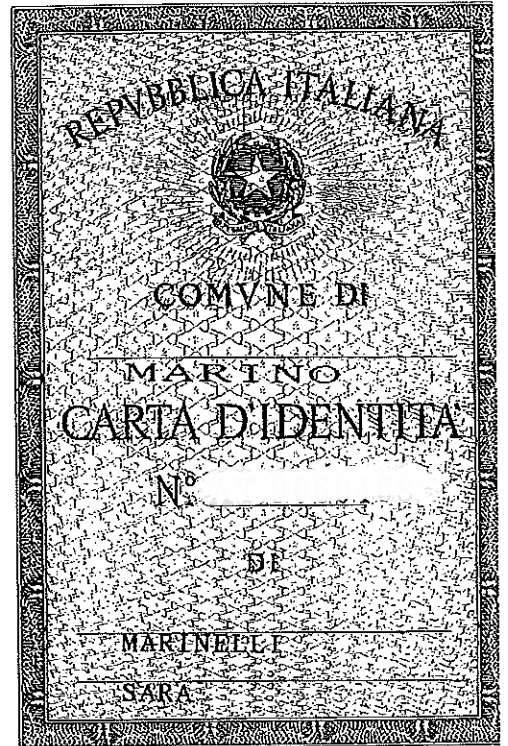 REPVBBLICA ITALIANA
COMVNE DI
MARINO
CARTA D'IDENTITA'
N°
DI
MARINELLI
SARA